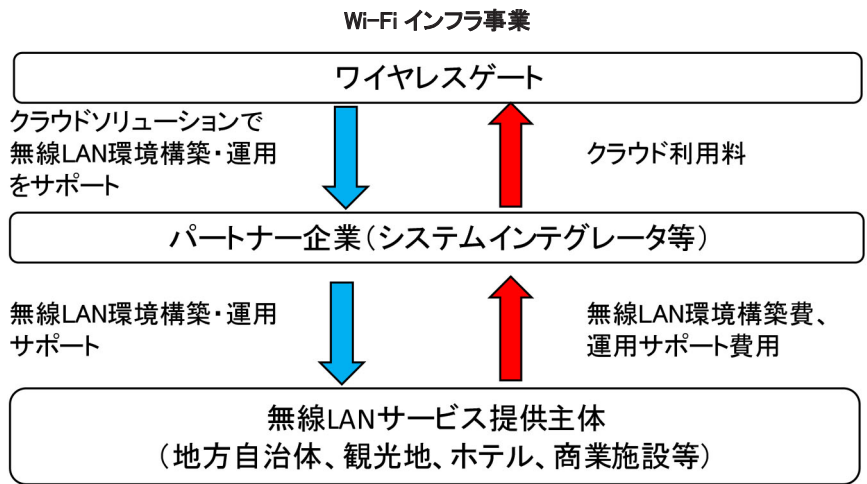 Wi-Fi インフラ事業
ワイヤレスゲート
クラウドソリューションで
無線LAN環境構築・運用
をサポート
クラウド利用料
パートナー企業(システムインテグレータ等)
無線LAN環境構築・運用
サポート
無線LAN環境構築費、
運用サポート費用
無線LANサービス提供主体
(地方自治体、観光地、ホテル、商業施設等)